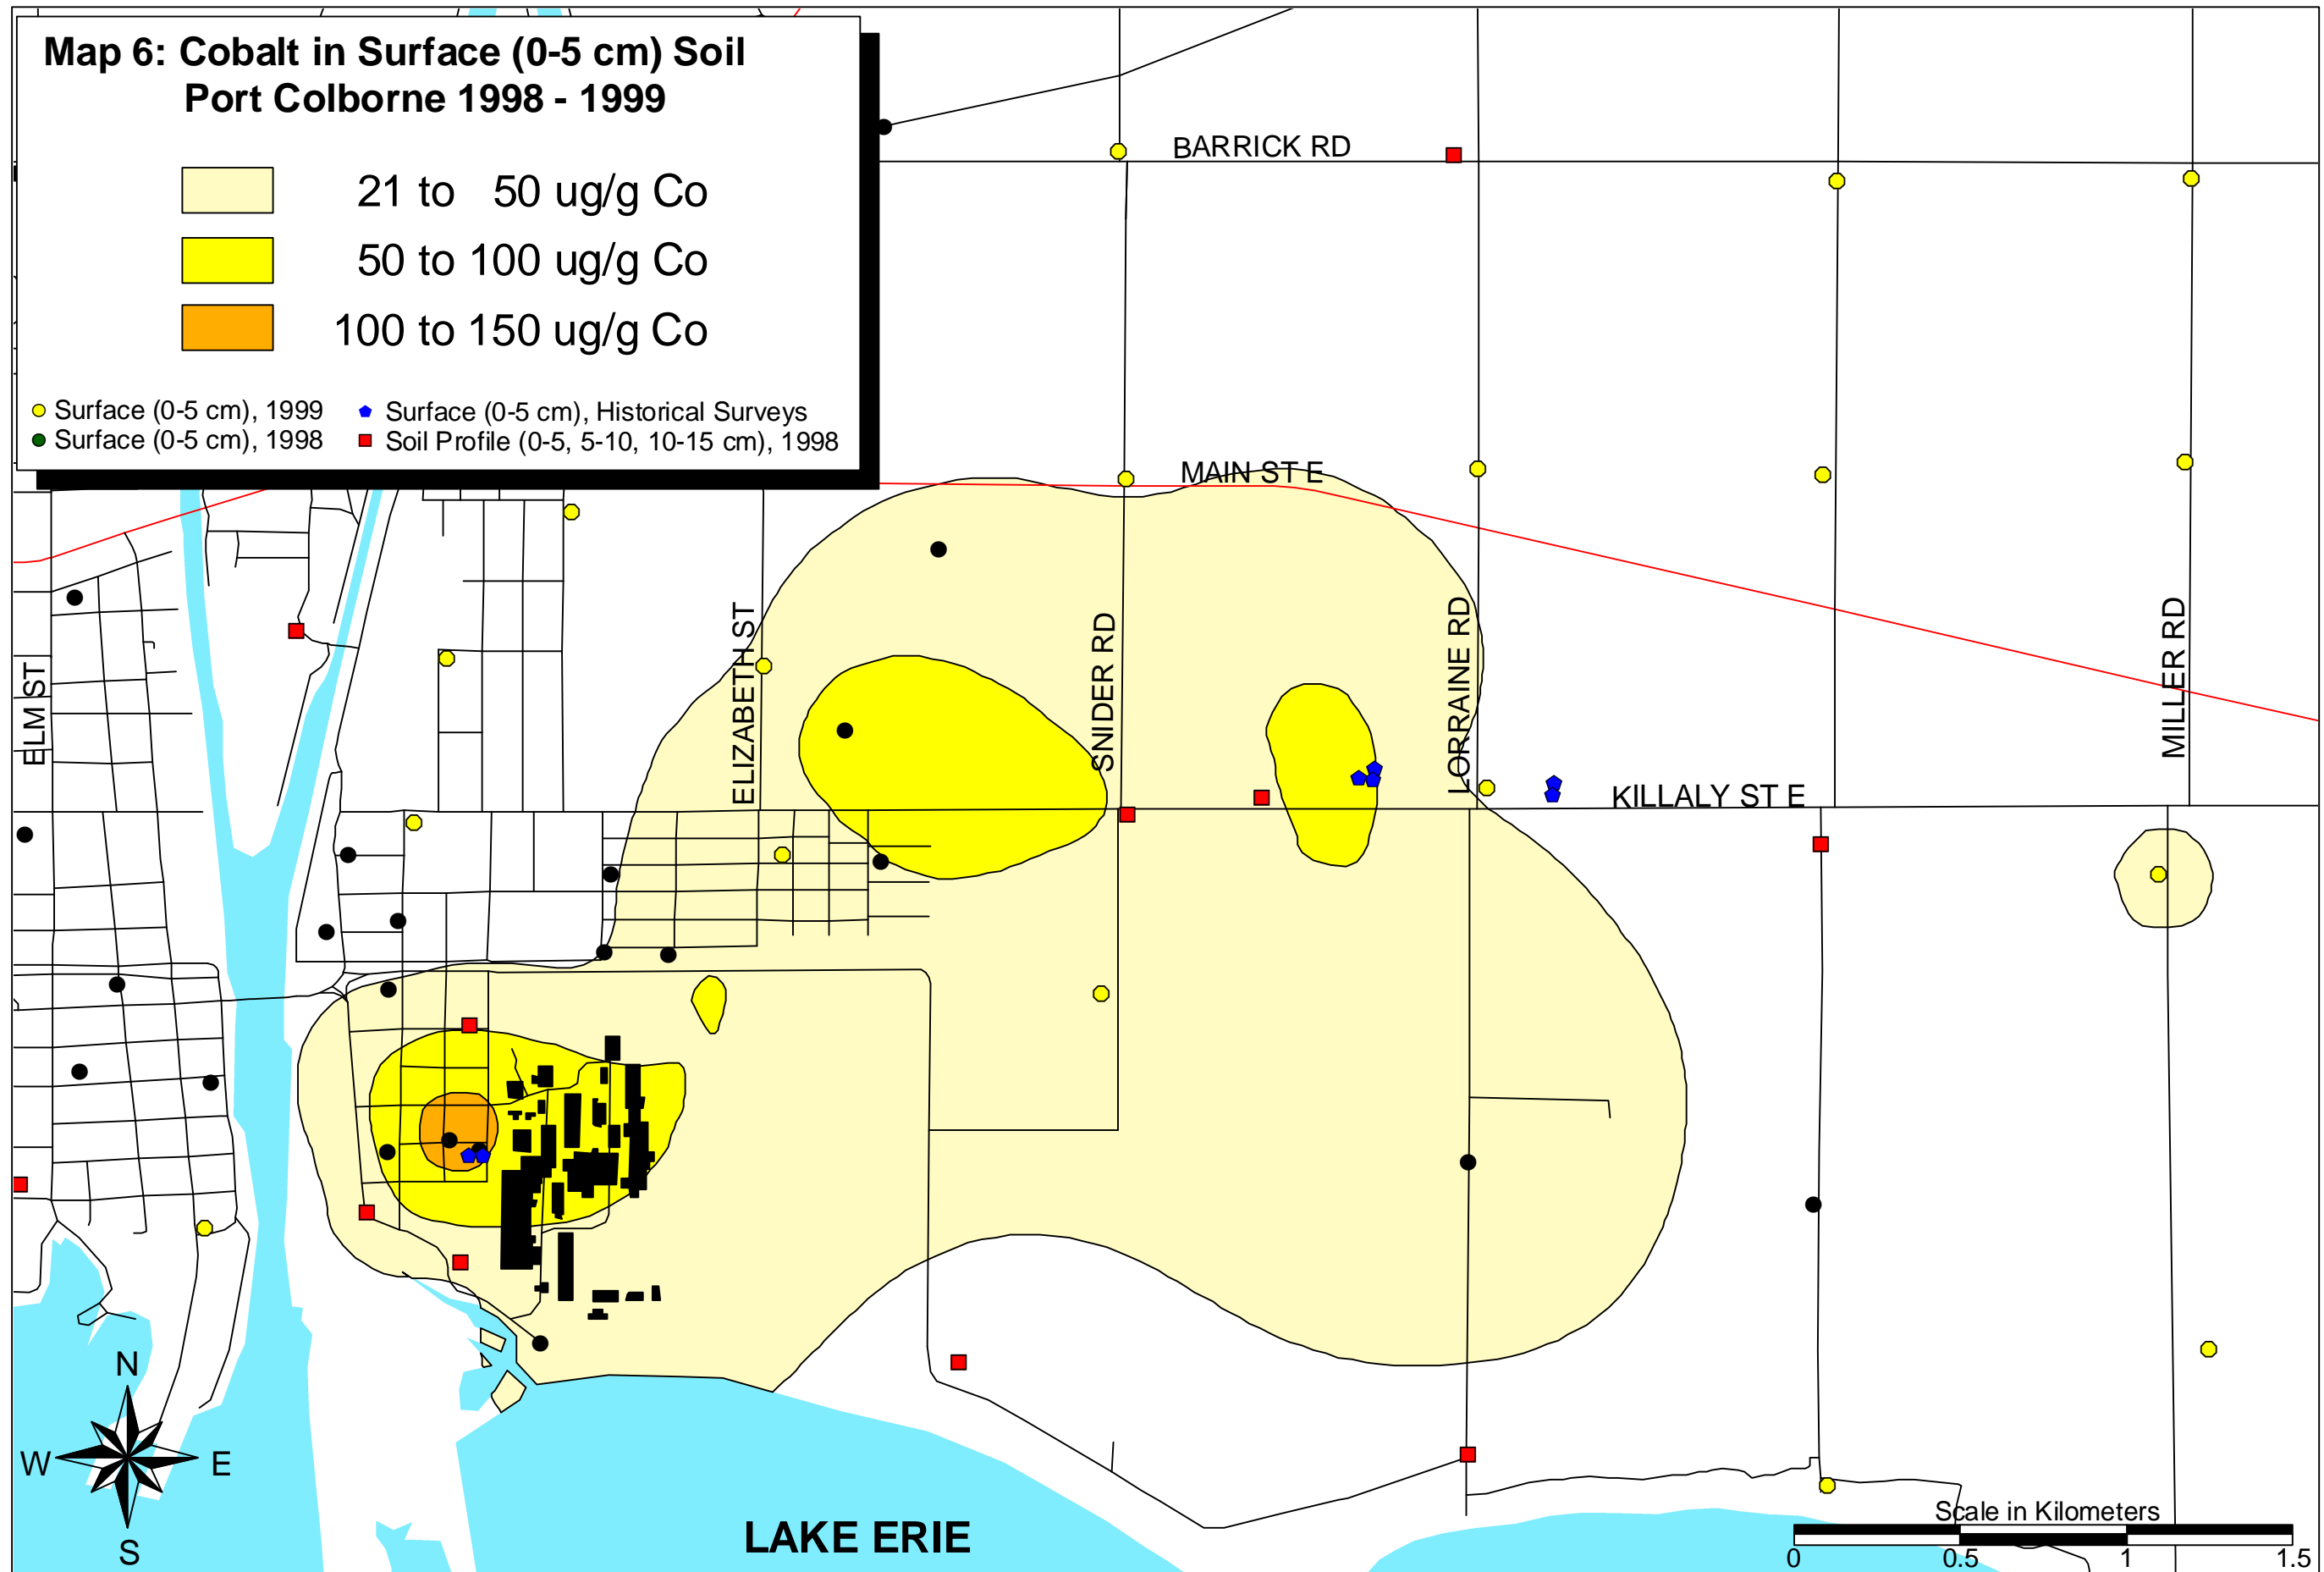 Map 6: Cobalt in Surface (0-5 cm) Soil
Port Colborne 1998 - 1999
21 to 50 ug/g Co
50 to 100 ug/g Co
100 to 150 ug/g Co
Surface (0-5 cm), 1999
Surface (0-5 cm), Historical Surveys
Surface (0-5 cm), 1998
Soil Profile (0-5, 5-10, 10-15 cm), 1998
BARRICK RD
MAIN ST E
ELM ST
ELIZABETH ST
SNIDER RD
LORRAINE RD
MILLER RD
KILLALY ST E
N
W
E
S
LAKE ERIE
Scale in Kilometers
0
0.5
1
1.5